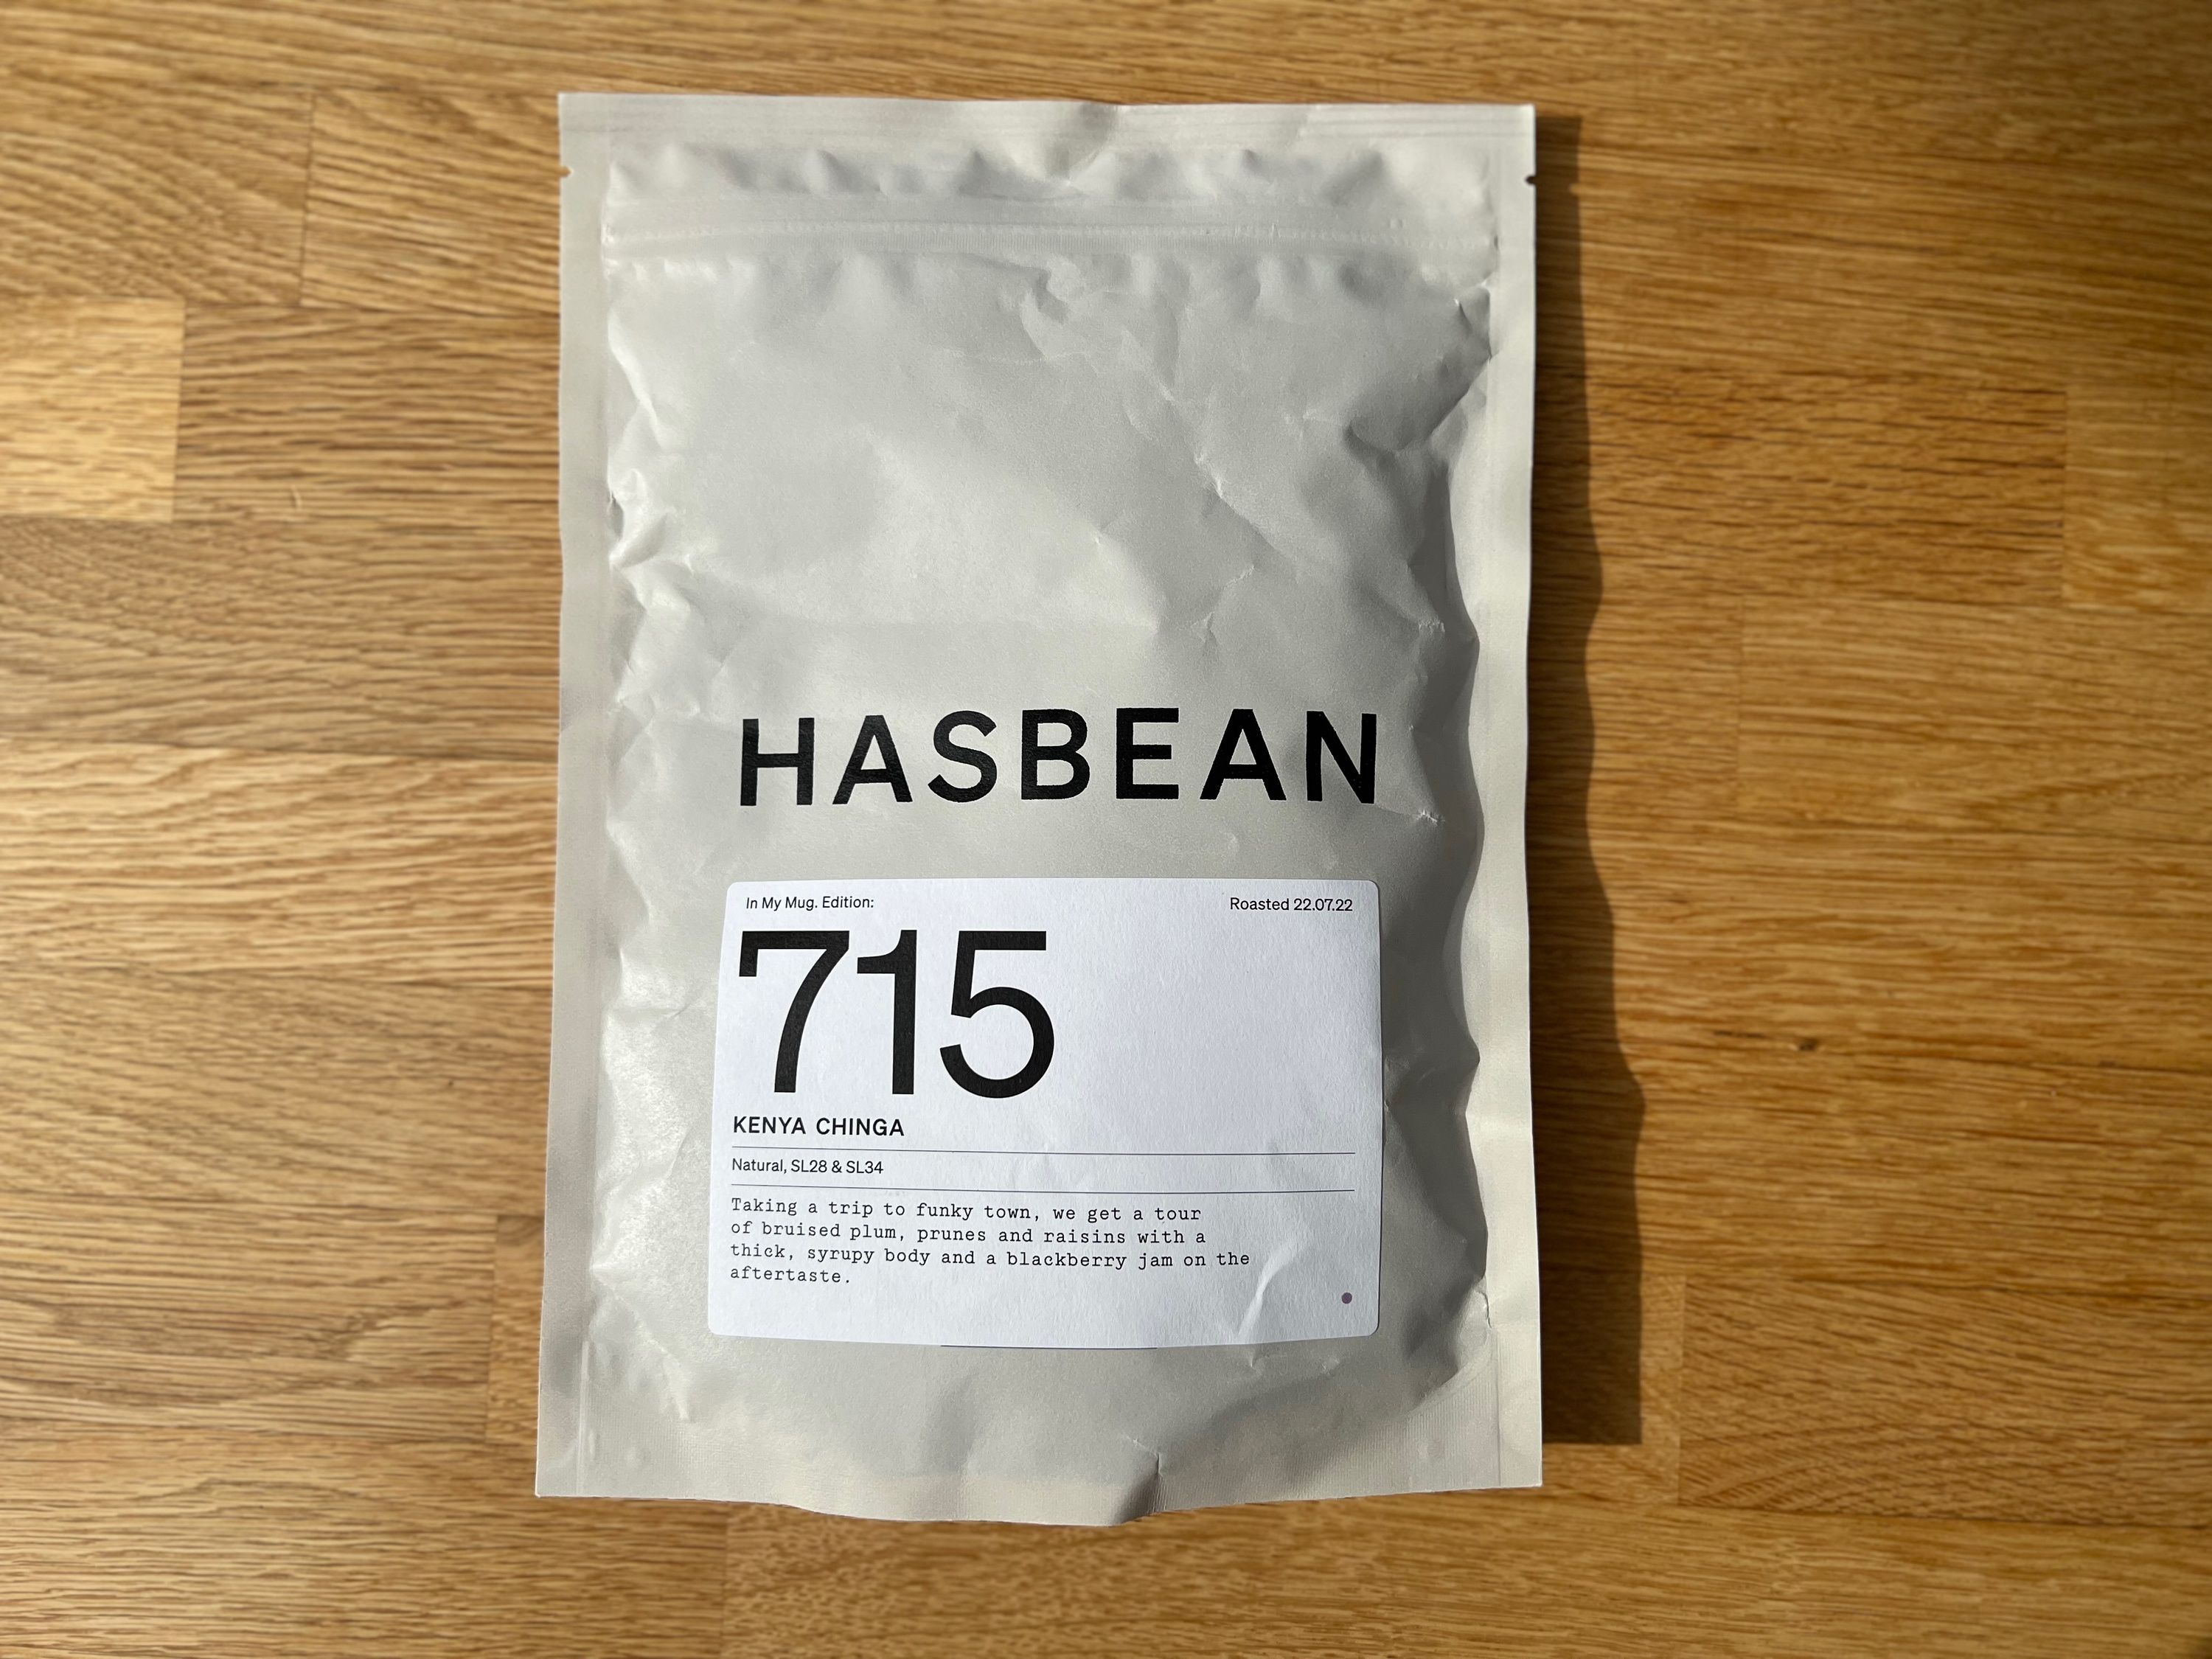 HASBEAN
In My Mug. Edition:
Roasted 22.07.22
715
KENYA CHINGA
Natural, SL28 & SL34
Taking a trip to funky town, we get a tour
of bruised plum, prunes and raisins with a
thick, syrupy body and a blackberry jam on the
aftertaste.